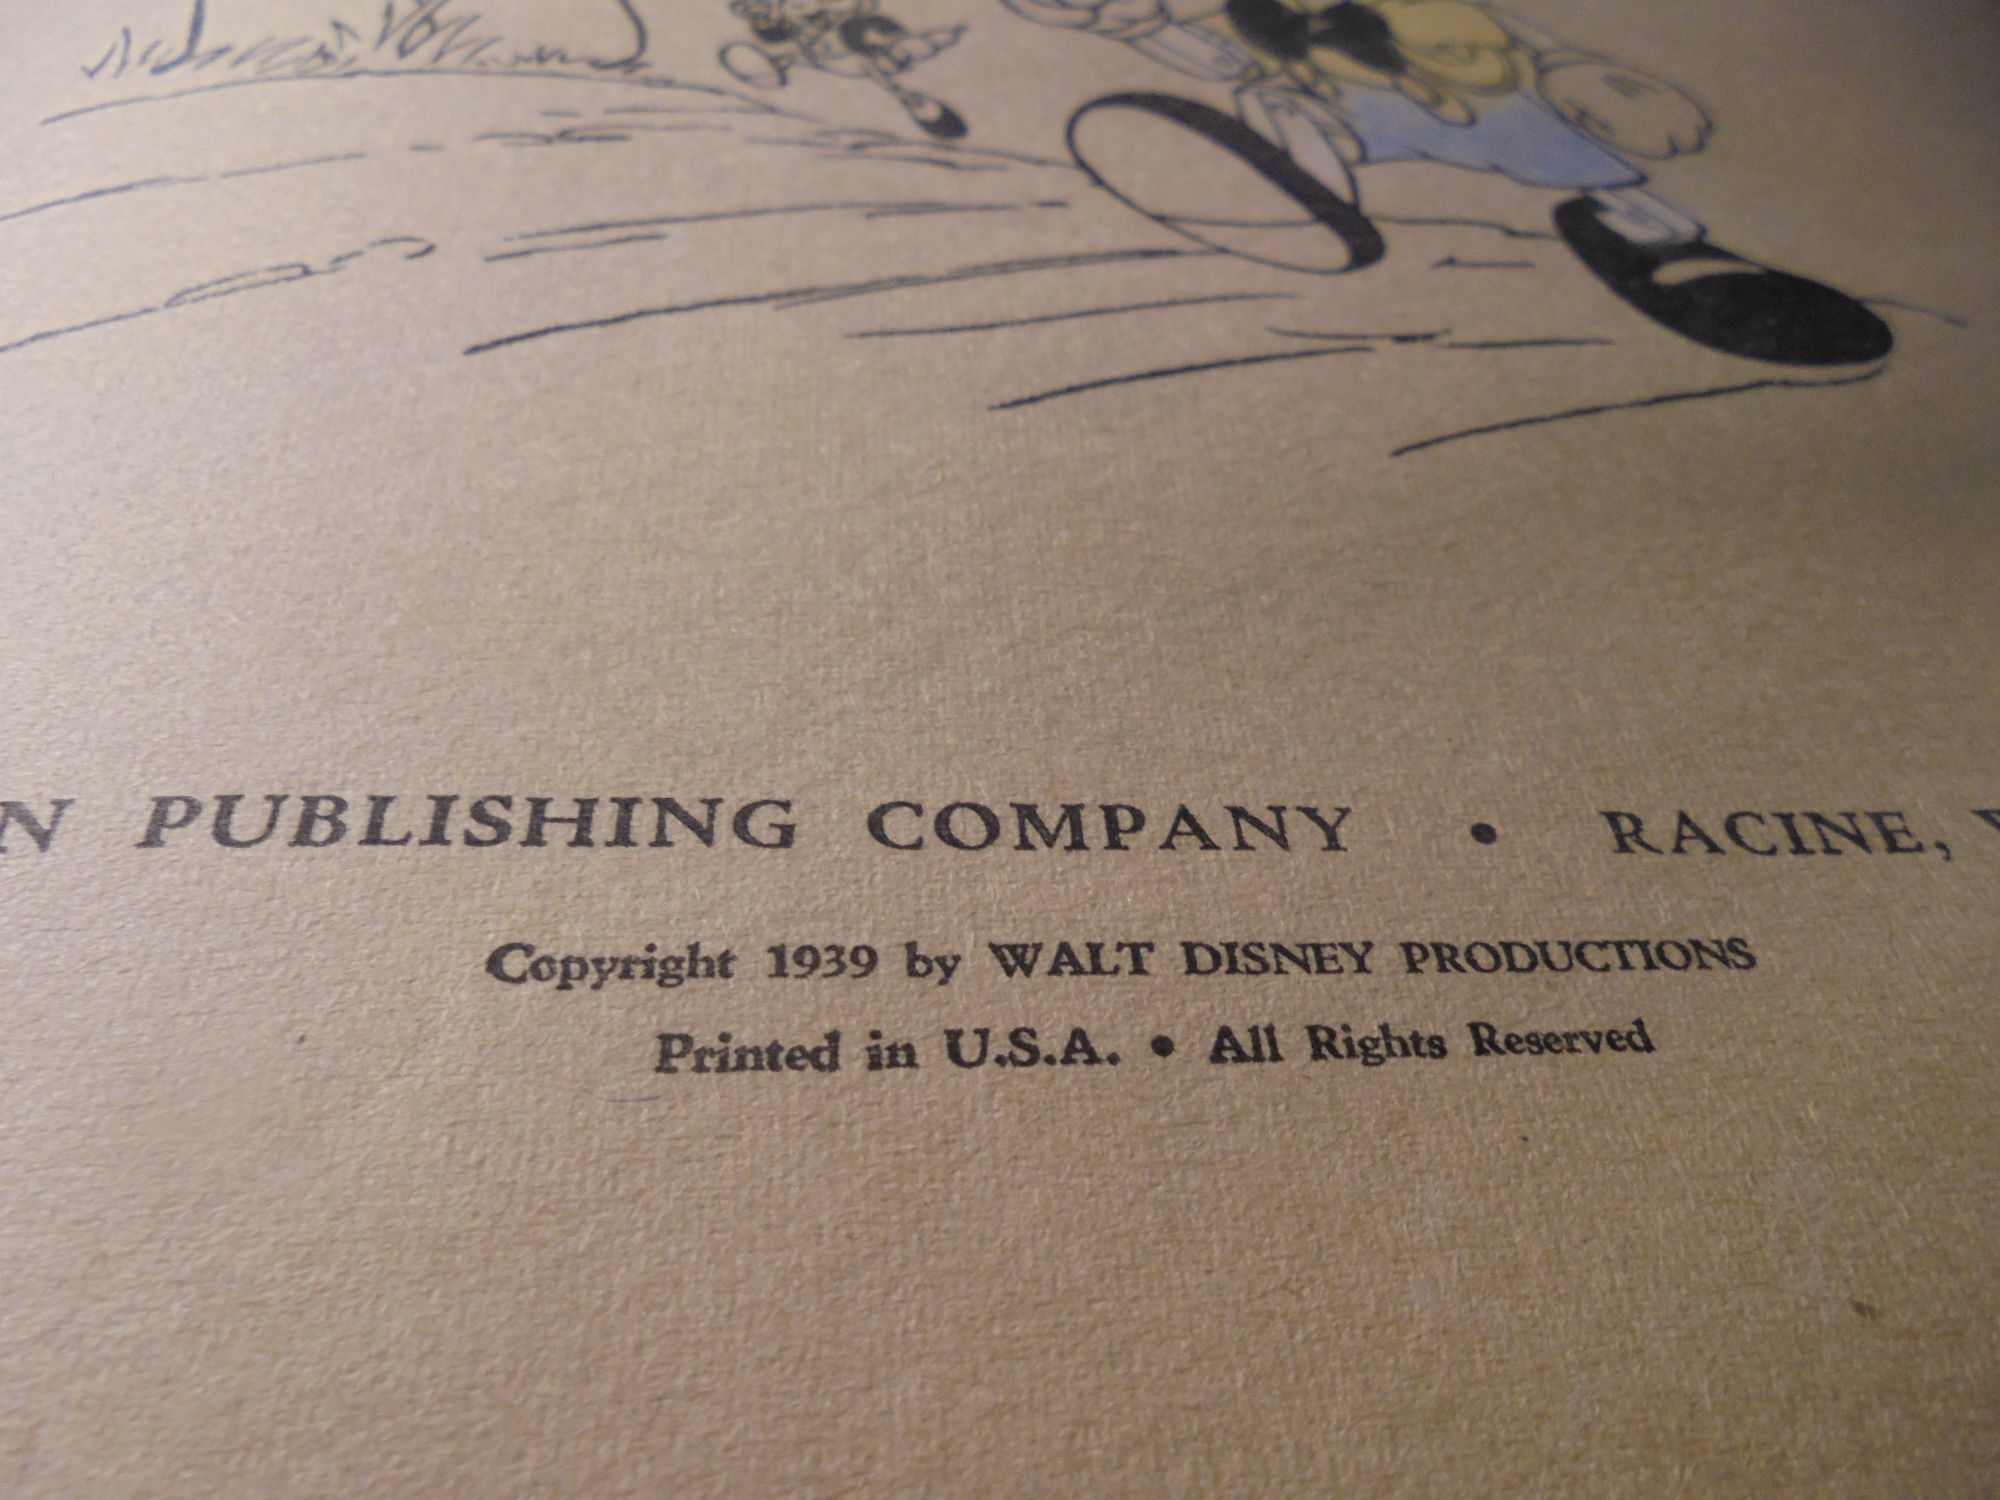 N PUBLISHING COMPANY • RACINE,
Copyright 1939 by WALT DISNEY PRODUCTIONS
Printed in U.S.A. • All Rights Reserved